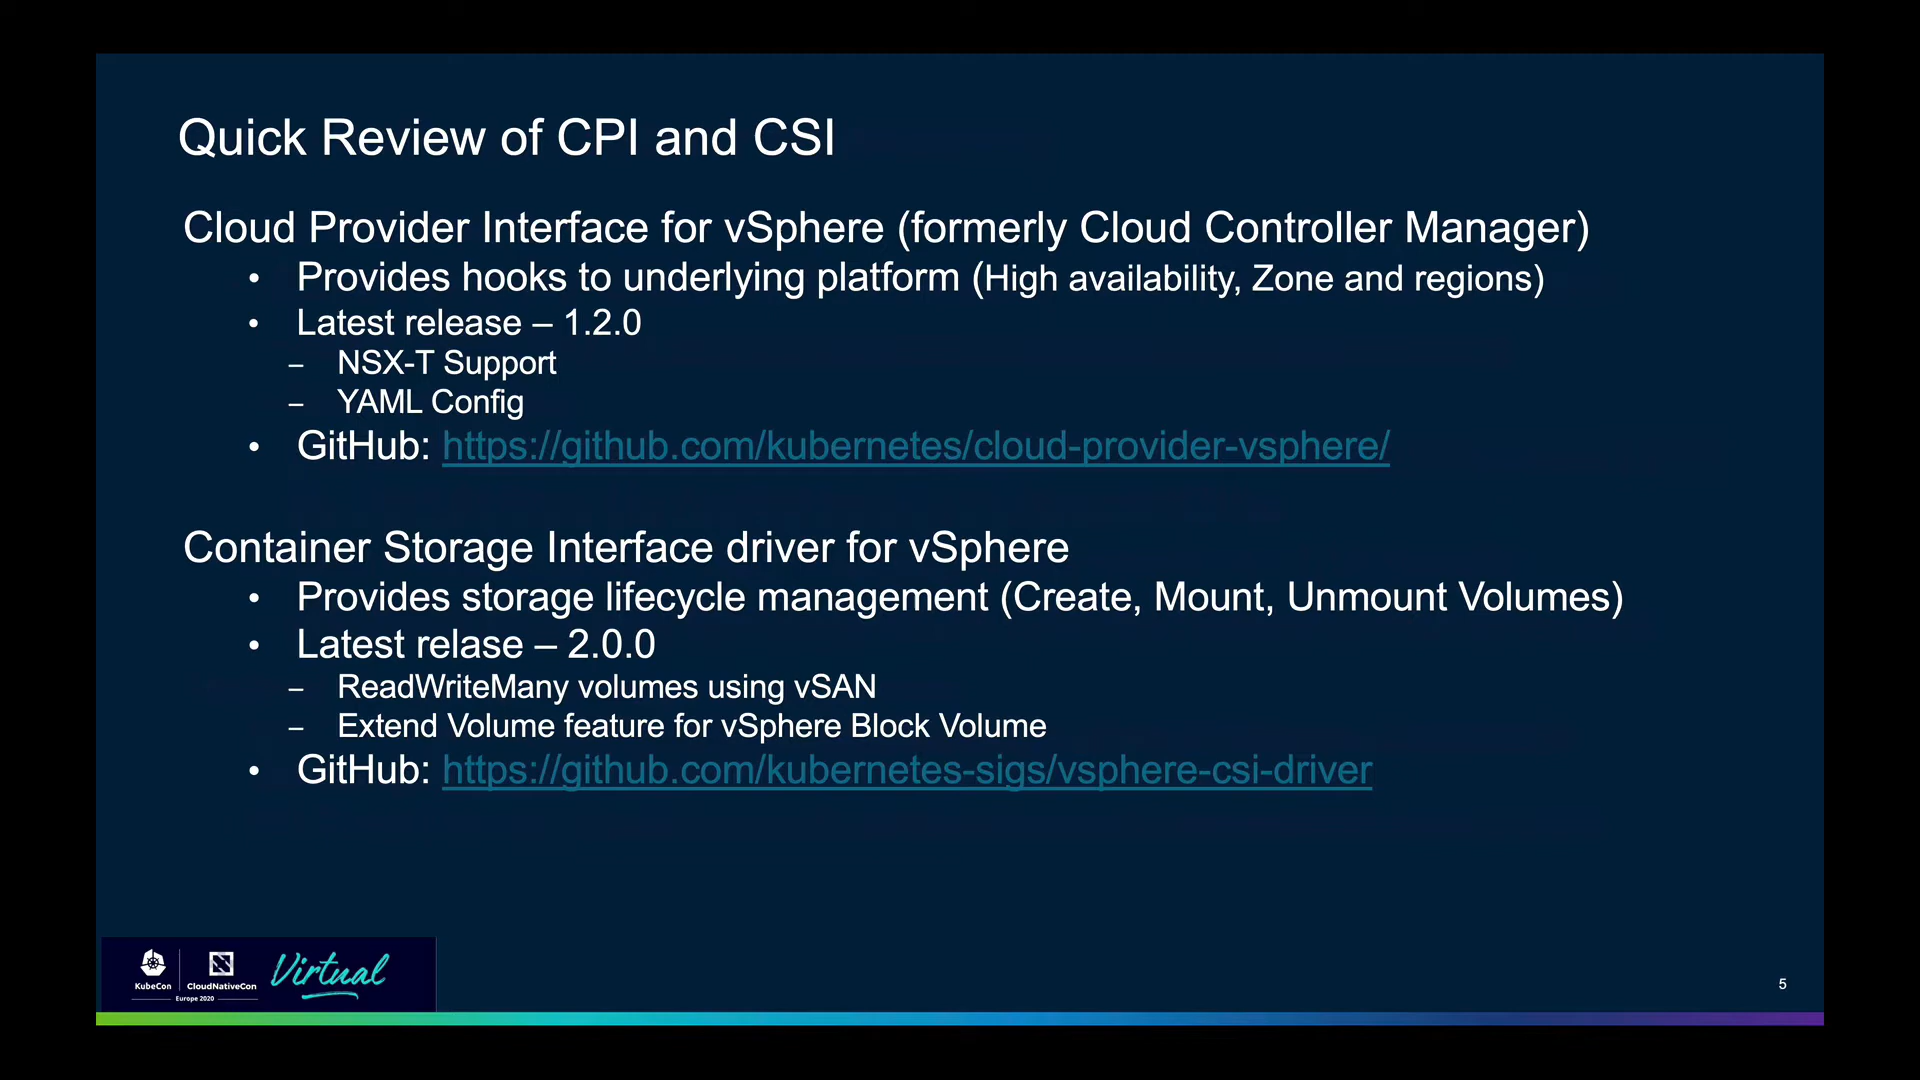 Quick Review of CPI and CSI
Cloud Provider Interface for vSphere (formerly Cloud Controller Manager)
• Provides hooks to underlying platform (High availability, Zone and regions)
• Latest release – 1.2.0
– NSX-T Support
– YAML Config
• GitHub: https://github.com/kubernetes/cloud-provider-vsphere/
Container Storage Interface driver for vSphere
• Provides storage lifecycle management (Create, Mount, Unmount Volumes)
• Latest relase – 2.0.0
– ReadWriteMany volumes using vSAN
– Extend Volume feature for vSphere Block Volume
• GitHub: https://github.com/kubernetes-sigs/vsphere-csi-driver
KubeCon CloudNativeCon Virtual
Europe 2020
5